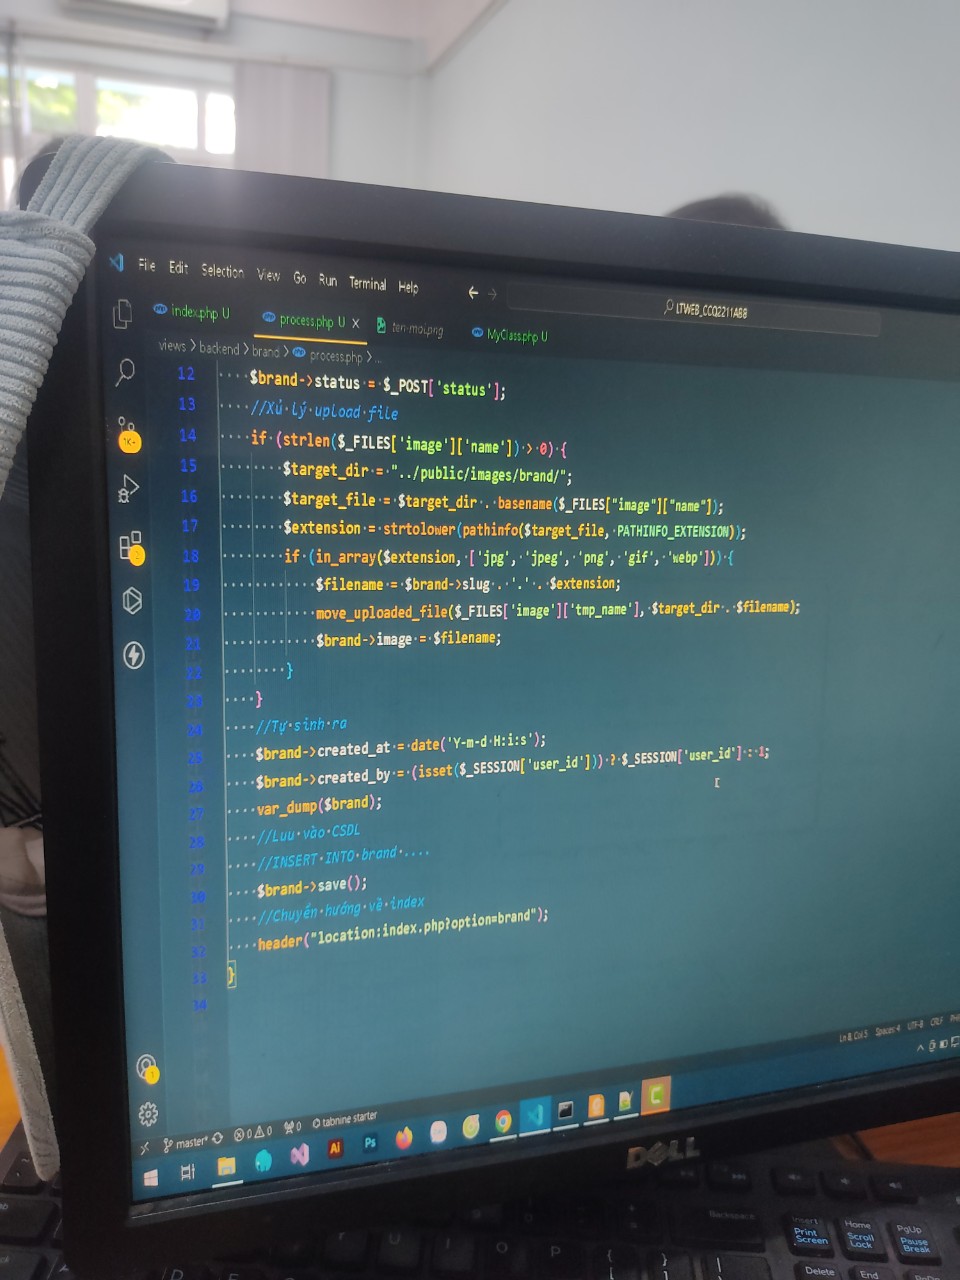 File Edit Selection View Go Run Terminal Help
LTWEB_CCQ2211AB8
index.php U
process.php U
ten-moi.png
MyClass.php U
views > backend > brand > process.php > ...
12 $brand->status = $_POST['status'];
13 //Xử lý upload file
14 if (strlen($_FILES['image']['name']) > 0) {
15 $target_dir = "../public/images/brand/";
16 $target_file = $target_dir . basename($_FILES["image"]["name"]);
17 $extension = strtolower(pathinfo($target_file, PATHINFO_EXTENSION));
18 if (in_array($extension, ['jpg', 'jpeg', 'png', 'gif', 'webp'])) {
19 $filename = $brand->slug . '.' . $extension;
20 move_uploaded_file($_FILES['image']['tmp_name'], $target_dir . $filename);
21 $brand->image = $filename;
22 }
23 }
24 //Tự sinh ra
25 $brand->created_at = date('Y-m-d H:i:s');
26 $brand->created_by = (isset($_SESSION['user_id'])) ? $_SESSION['user_id'] : 1;
27 var_dump($brand);
28 //Luu vào CSDL
29 //INSERT INTO brand ....
30 $brand->save();
31 //Chuyển hướng về index
32 header("location:index.php?option=brand");
33 }
34
1K+
Ln 8, Col 5 Spaces: 4 UTF-8 CRLF
master* 0 0 0 tabnine starter
Ai
Ps
DELL
Backspace
Insert
Print Screen
Home
Scroll Lock
PgUp
Pause Break
Delete
End
U
I
O
P